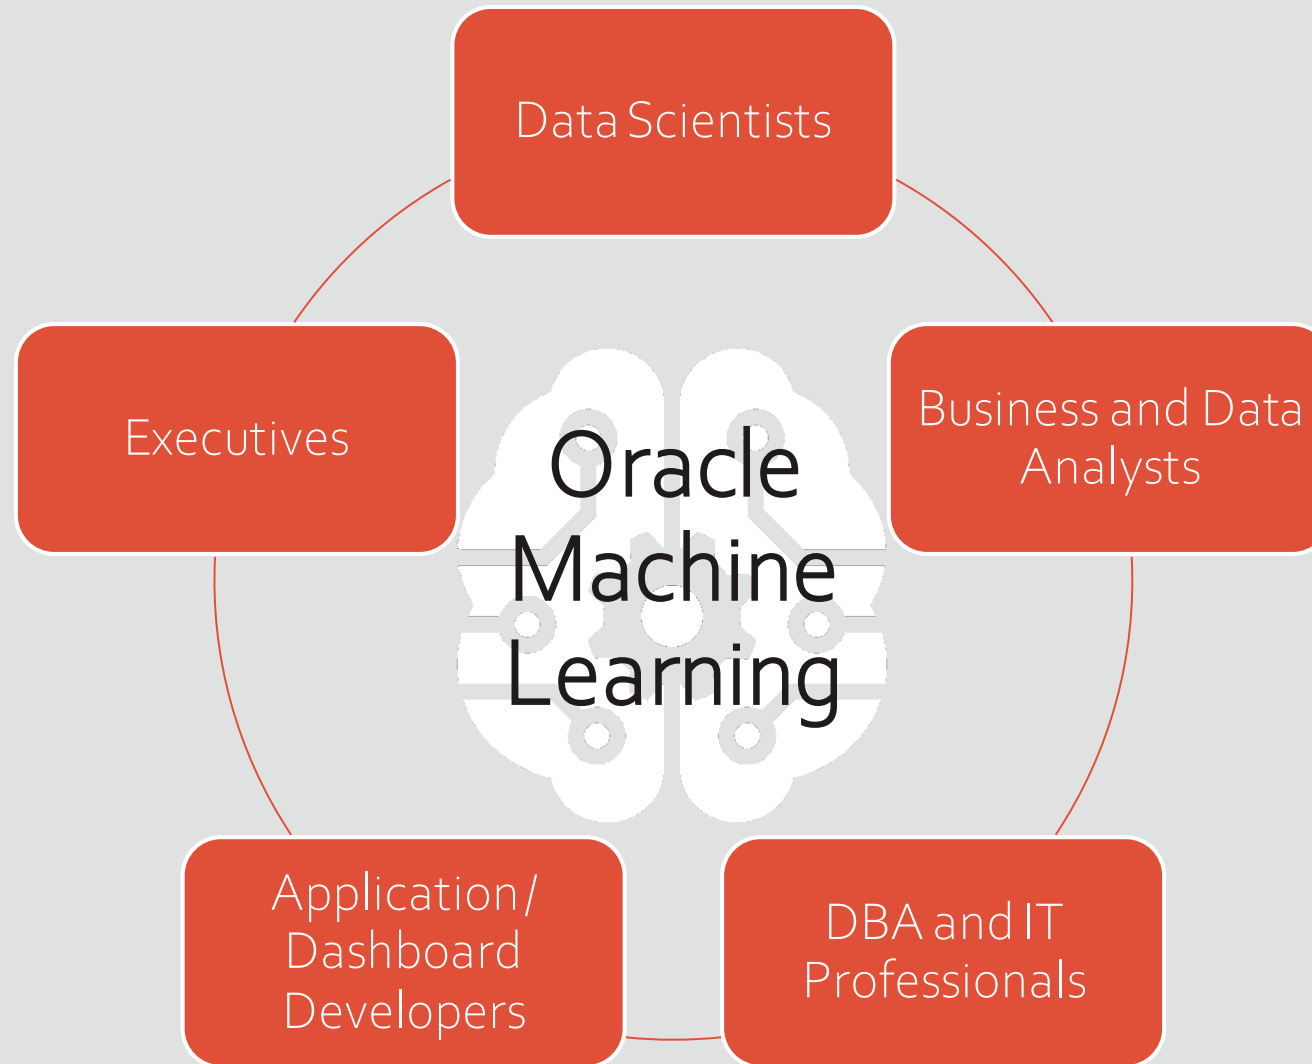 Data Scientists
Executives
Business and Data
Analysts
Oracle
Machine
Learning
Application/
Dashboard
Developers
DBA and IT
Professionals